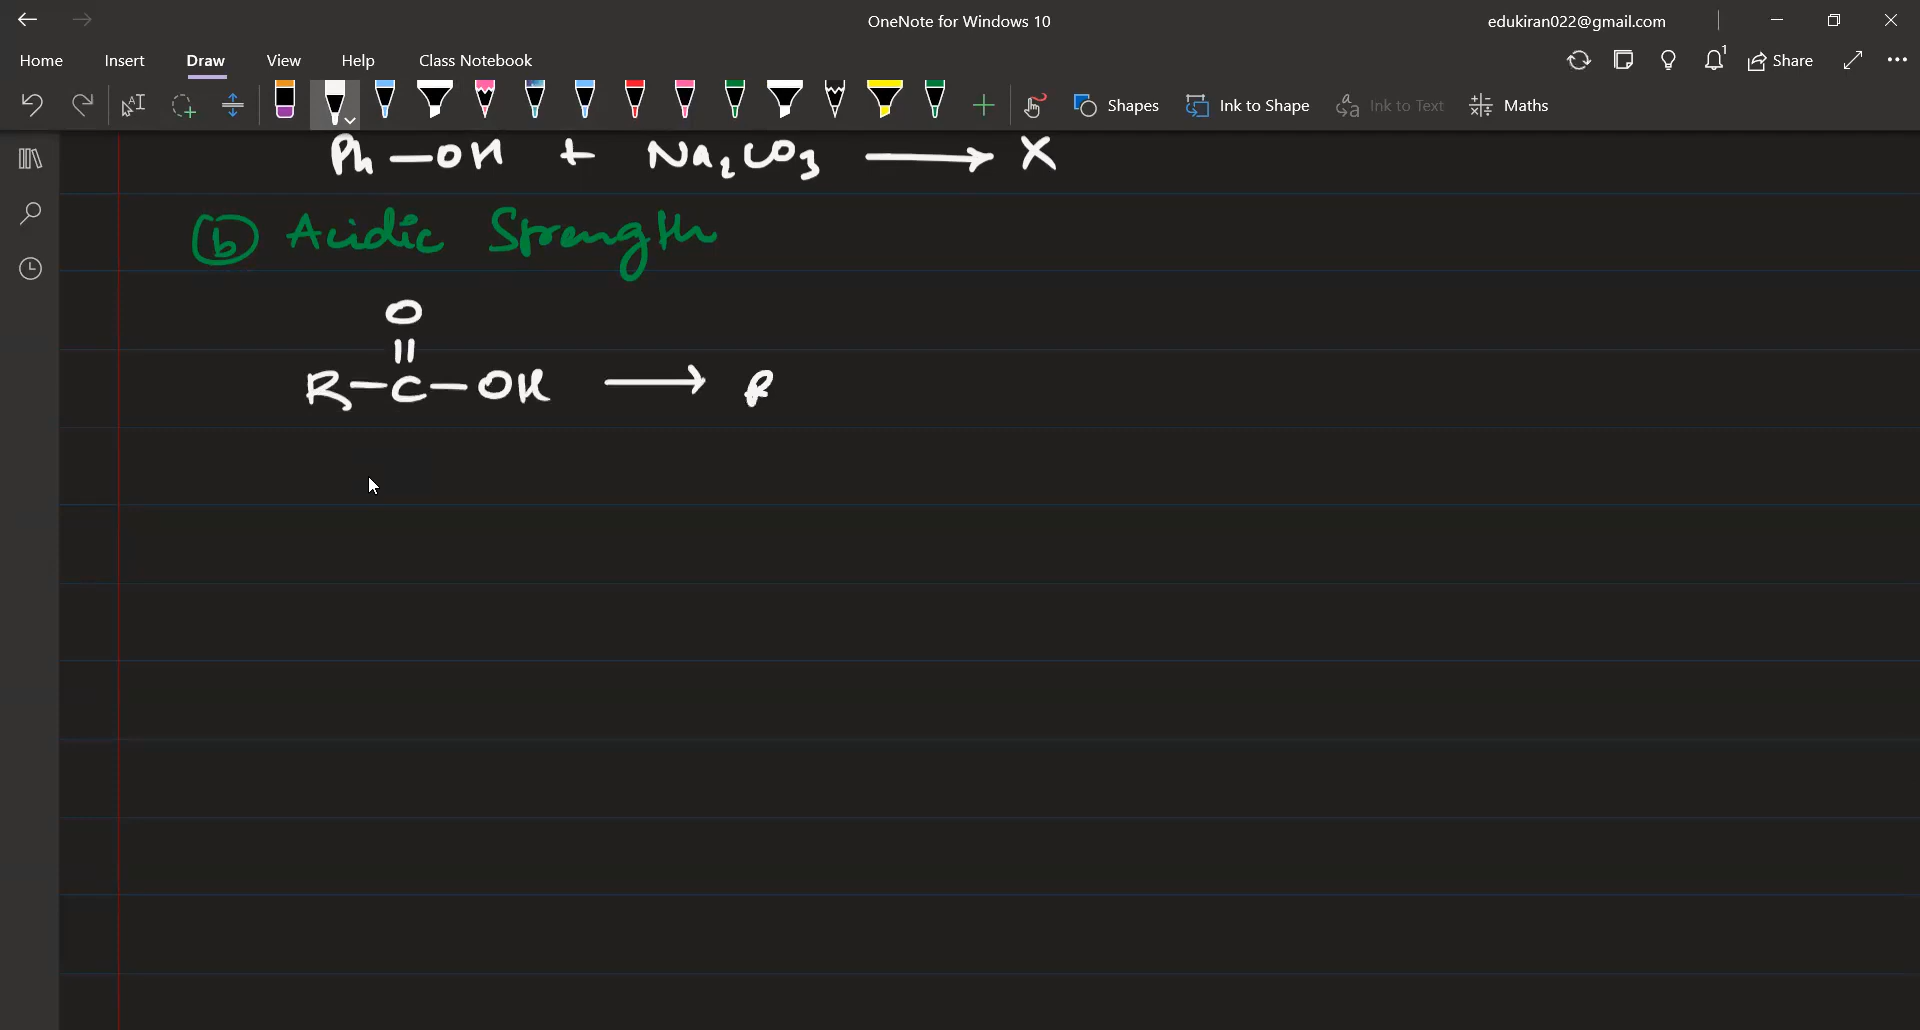 OneNote for Windows 10
edukiran022@gmail.com
Home Insert Draw View Help Class Notebook
1
Share
Shapes Ink to Shape Ink to Text Maths
Ph—OH + Na₂CO₃ ⟶ X
(b) Acidic Strength
O
||
R—C—OH ⟶ R